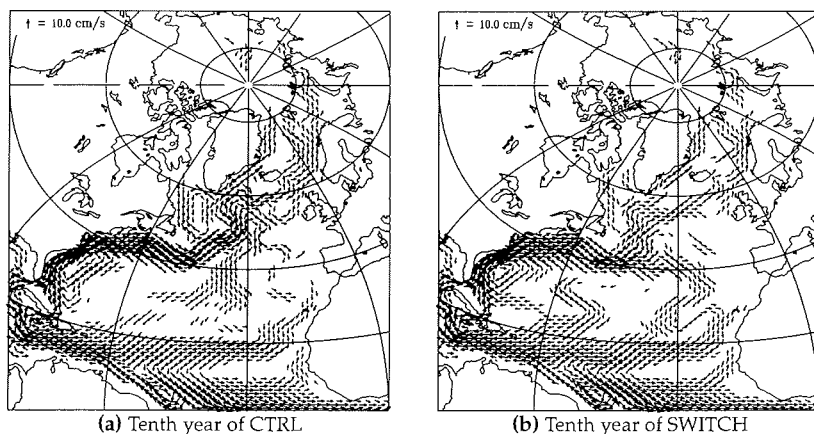 ↑ = 10.0 cm/s
↑ = 10.0 cm/s
(a) Tenth year of CTRL
(b) Tenth year of SWITCH